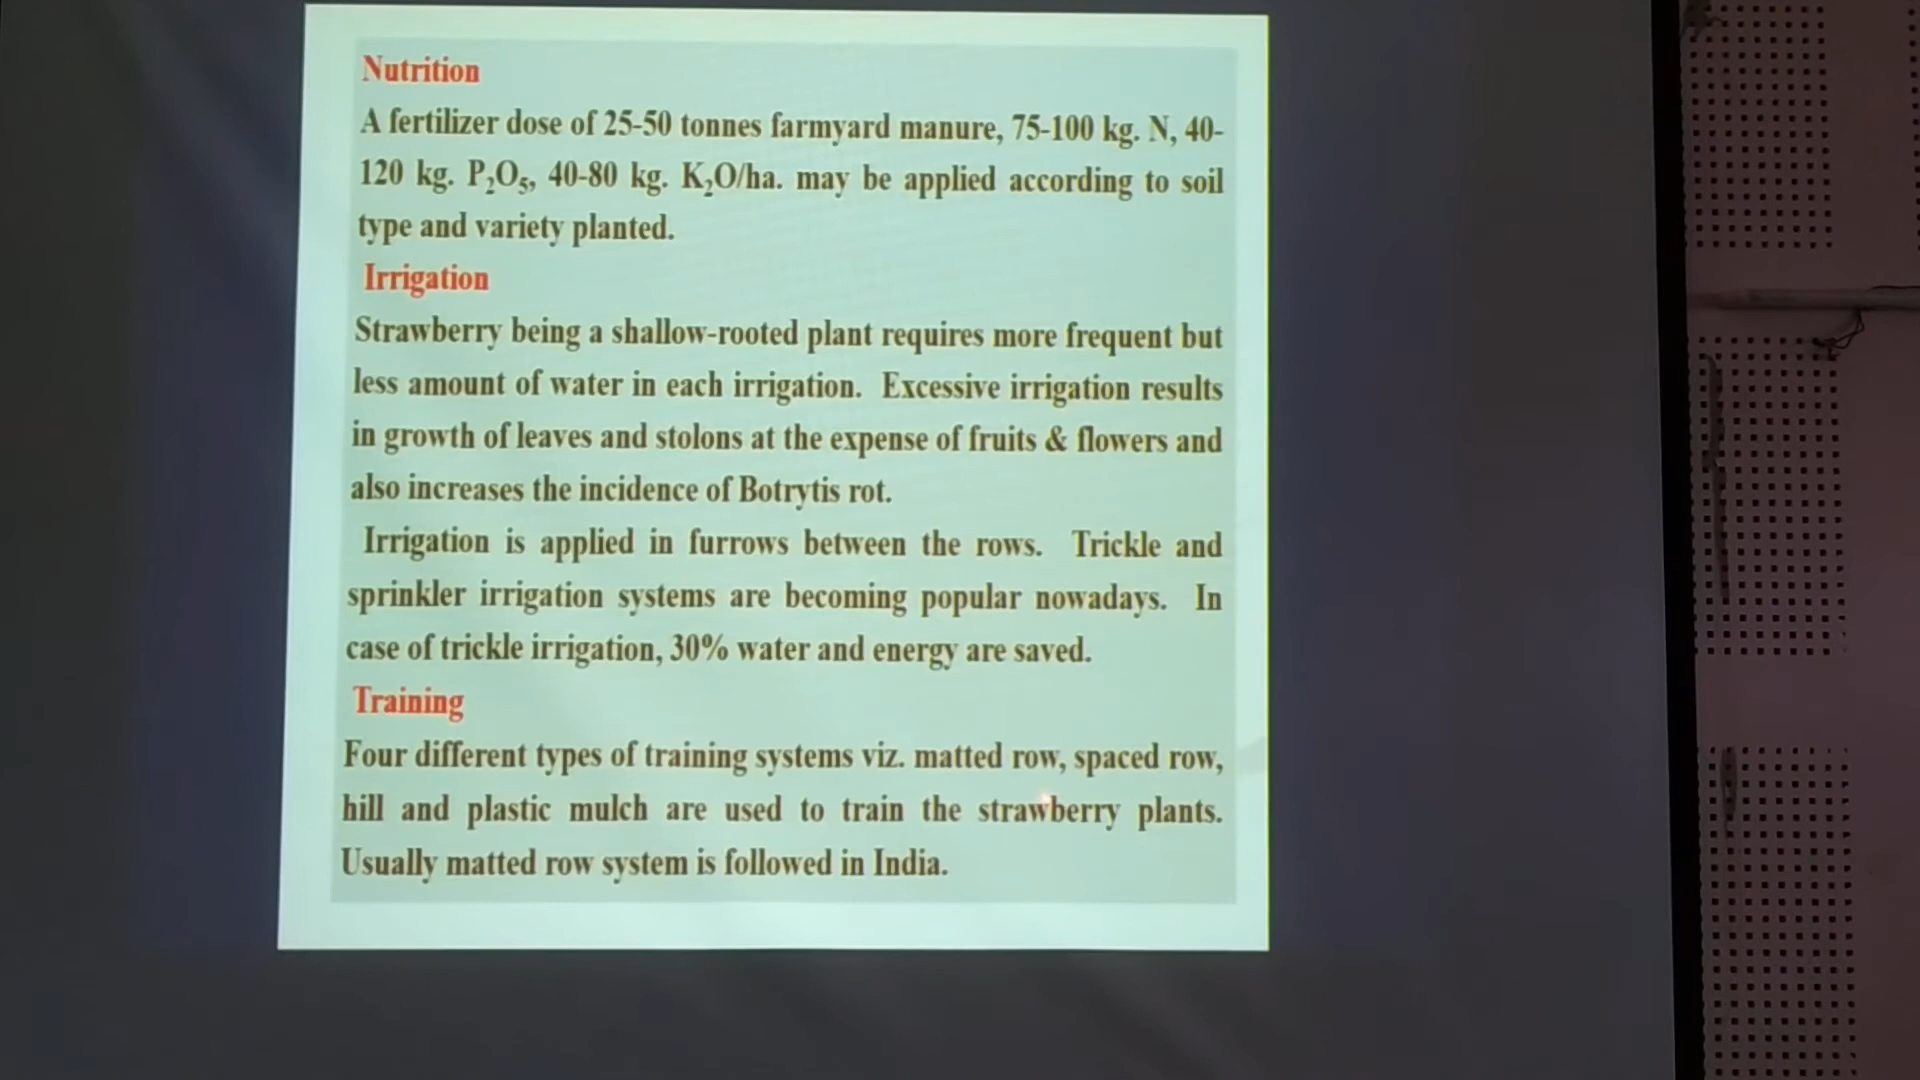 Nutrition
A fertilizer dose of 25-50 tonnes farmyard manure, 75-100 kg. N, 40-
120 kg. P₂O₅, 40-80 kg. K₂O/ha. may be applied according to soil
type and variety planted.
Irrigation
Strawberry being a shallow-rooted plant requires more frequent but
less amount of water in each irrigation. Excessive irrigation results
in growth of leaves and stolons at the expense of fruits & flowers and
also increases the incidence of Botrytis rot.
Irrigation is applied in furrows between the rows. Trickle and
sprinkler irrigation systems are becoming popular nowadays. In
case of trickle irrigation, 30% water and energy are saved.
Training
Four different types of training systems viz. matted row, spaced row,
hill and plastic mulch are used to train the strawberry plants.
Usually matted row system is followed in India.